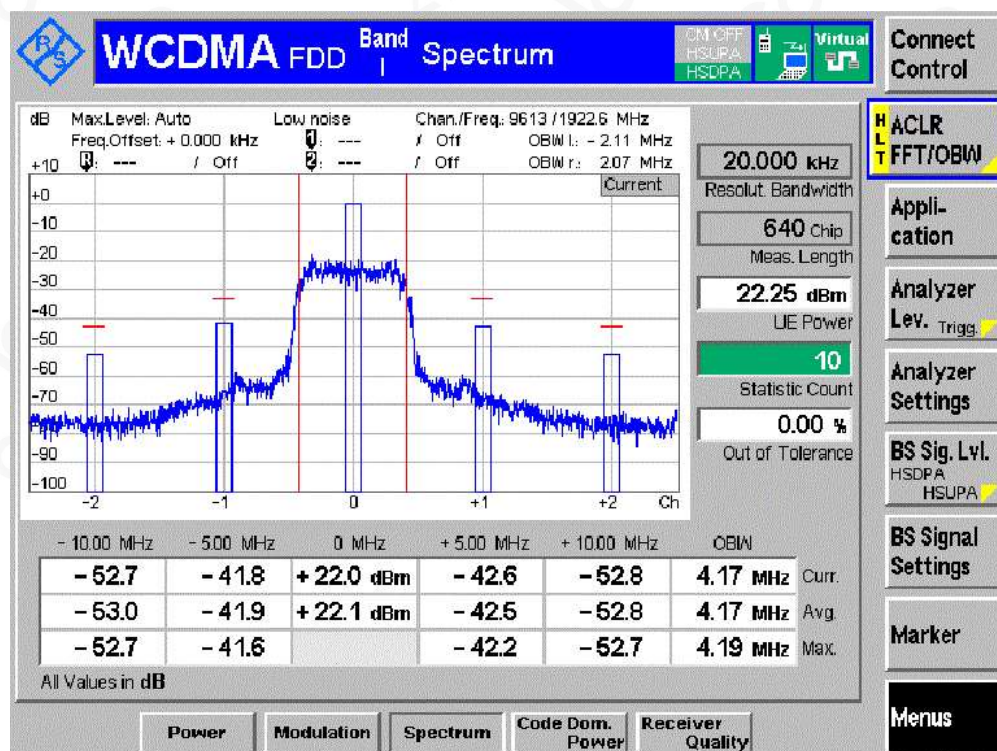 R&S
WCDMA FDD Band I Spectrum
CM OFF
HSUPA
HSDPA
Virtual
Connect Control
dB Max.Level: Auto Low noise Chan./Freq.: 9613 / 1922.6 MHz
Freq.Offset: + 0.000 kHz 1: --- / Off OBW l.: - 2.11 MHz
R: --- / Off 2: --- / Off OBW r.: 2.07 MHz
Current
+10
+0
-10
-20
-30
-40
-50
-60
-70
-90
-100
-2 -1 0 +1 +2 Ch
20.000 kHz
Resolut. Bandwidth
640 Chip
Meas. Length
22.25 dBm
UE Power
10
Statistic Count
0.00 %
Out of Tolerance
HLT
ACLR
FFT/OBW
Appli-
cation
Analyzer
Lev. Trigg.
Analyzer
Settings
BS Sig. Lvl.
HSDPA
HSUPA
BS Signal
Settings
Marker
Menus
- 10.00 MHz - 5.00 MHz 0 MHz + 5.00 MHz + 10.00 MHz OBW
- 52.7 - 41.8 + 22.0 dBm - 42.6 - 52.8 4.17 MHz Curr.
- 53.0 - 41.9 + 22.1 dBm - 42.5 - 52.8 4.17 MHz Avg.
- 52.7 - 41.6 - 42.2 - 52.7 4.19 MHz Max.
All Values in dB
Power Modulation Spectrum Code Dom. Power Receiver Quality